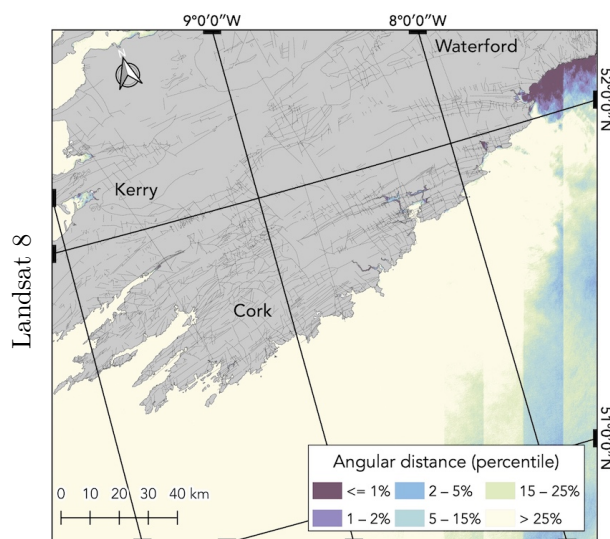 9°0'0"W
8°0'0"W
Waterford
52°0'0"N
Kerry
Landsat 8
Cork
51°0'0"N
Angular distance (percentile)
<= 1%
2 – 5%
15 – 25%
1 – 2%
5 – 15%
> 25%
0 10 20 30 40 km